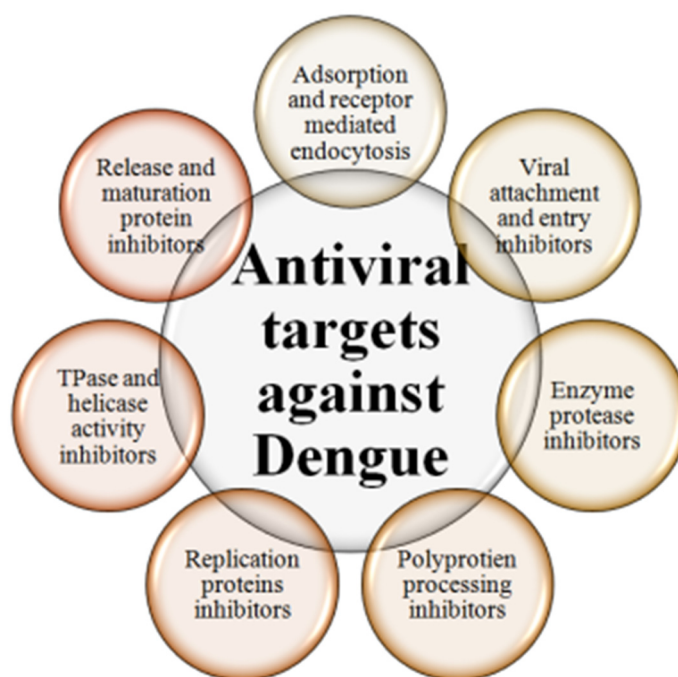 Adsorption
and receptor
mediated
endocytosis
Viral
attachment
and entry
inhibitors
Enzyme
protease
inhibitors
Polyprotien
processing
inhibitors
Replication
proteins
inhibitors
TPase and
helicase
activity
inhibitors
Release and
maturation
protein
inhibitors
Antiviral
targets
against
Dengue